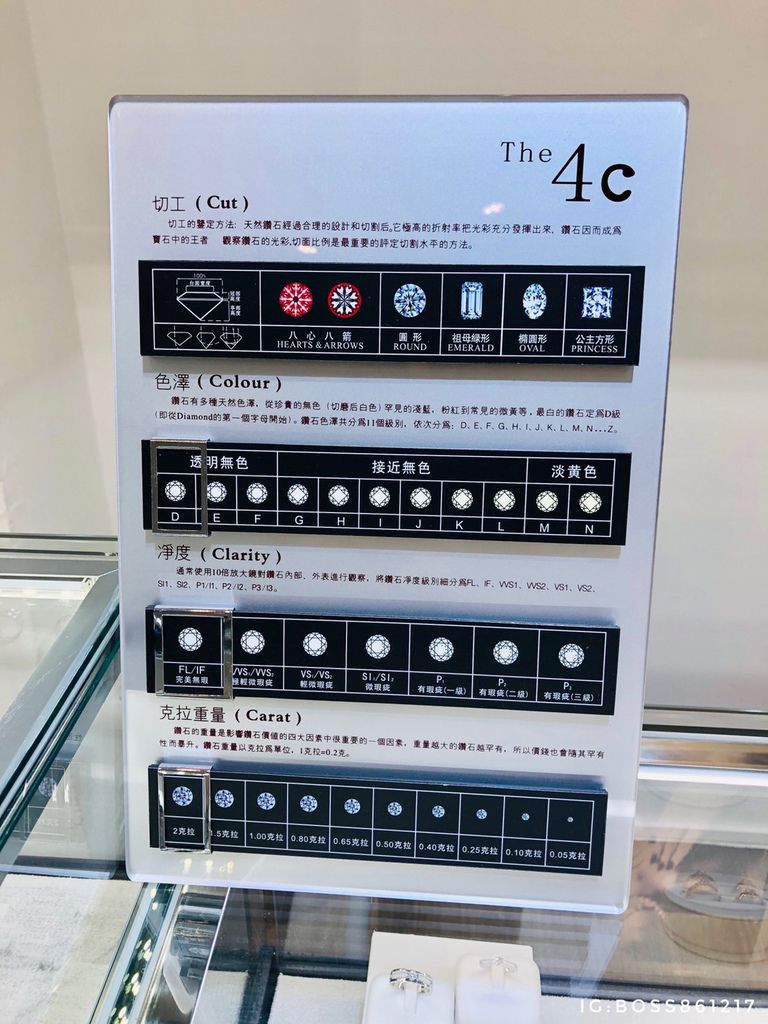 The 4c
切工 ( Cut )
切工的鑒定方法: 天然鑽石經過合理的設計和切割后,它極高的折射率把光彩充分發揮出來, 鑽石因而成爲
寶石中的王者 觀察鑽石的光彩,切面比例是最重要的評定切割水平的方法。
100%
台面寬度
八心八箭 圓形 祖母綠形 橢圓形 公主方形
HEARTS & ARROWS ROUND EMERALD OVAL PRINCESS
色澤 ( Colour )
鑽石有多種天然色澤, 從珍貴的無色 (切磨后白色) 罕見的淺藍, 粉紅到常見的微黃等, 最白的鑽石定爲D級
(即從Diamond的第一個字母開始)。鑽石色澤共分爲11個級別, 依次分爲: D、E、F、G、H、I、J、K、L、M、N...Z。
透明無色 接近無色 淡黃色
D E F G H I J K L M N
淨度 ( Clarity )
通常使用10倍放大鏡對鑽石內部、外表進行觀察, 將鑽石凈度級別細分爲FL、IF、VVS1、VVS2、VS1、VS2、
SI1、SI2、P1/I1、P2/I2、P3/I3。
FL/IF VVS1/VVS2 VS1/VS2 SI1/SI2 P1 P2 P3
完美無瑕 極輕微瑕疵 輕微瑕疵 微瑕疵 有瑕疵(一級) 有瑕疵(二級) 有瑕疵(三級)
克拉重量 ( Carat )
鑽石的重量是影響鑽石價值的四大因素中很重要的一個因素, 重量越大的鑽石越罕有, 所以價錢也會隨其罕有
性而暴升。鑽石重量以克拉爲單位, 1克拉=0.2克。
2克拉 1.5克拉 1.00克拉 0.80克拉 0.65克拉 0.50克拉 0.40克拉 0.25克拉 0.10克拉 0.05克拉
IG:BOSS861217